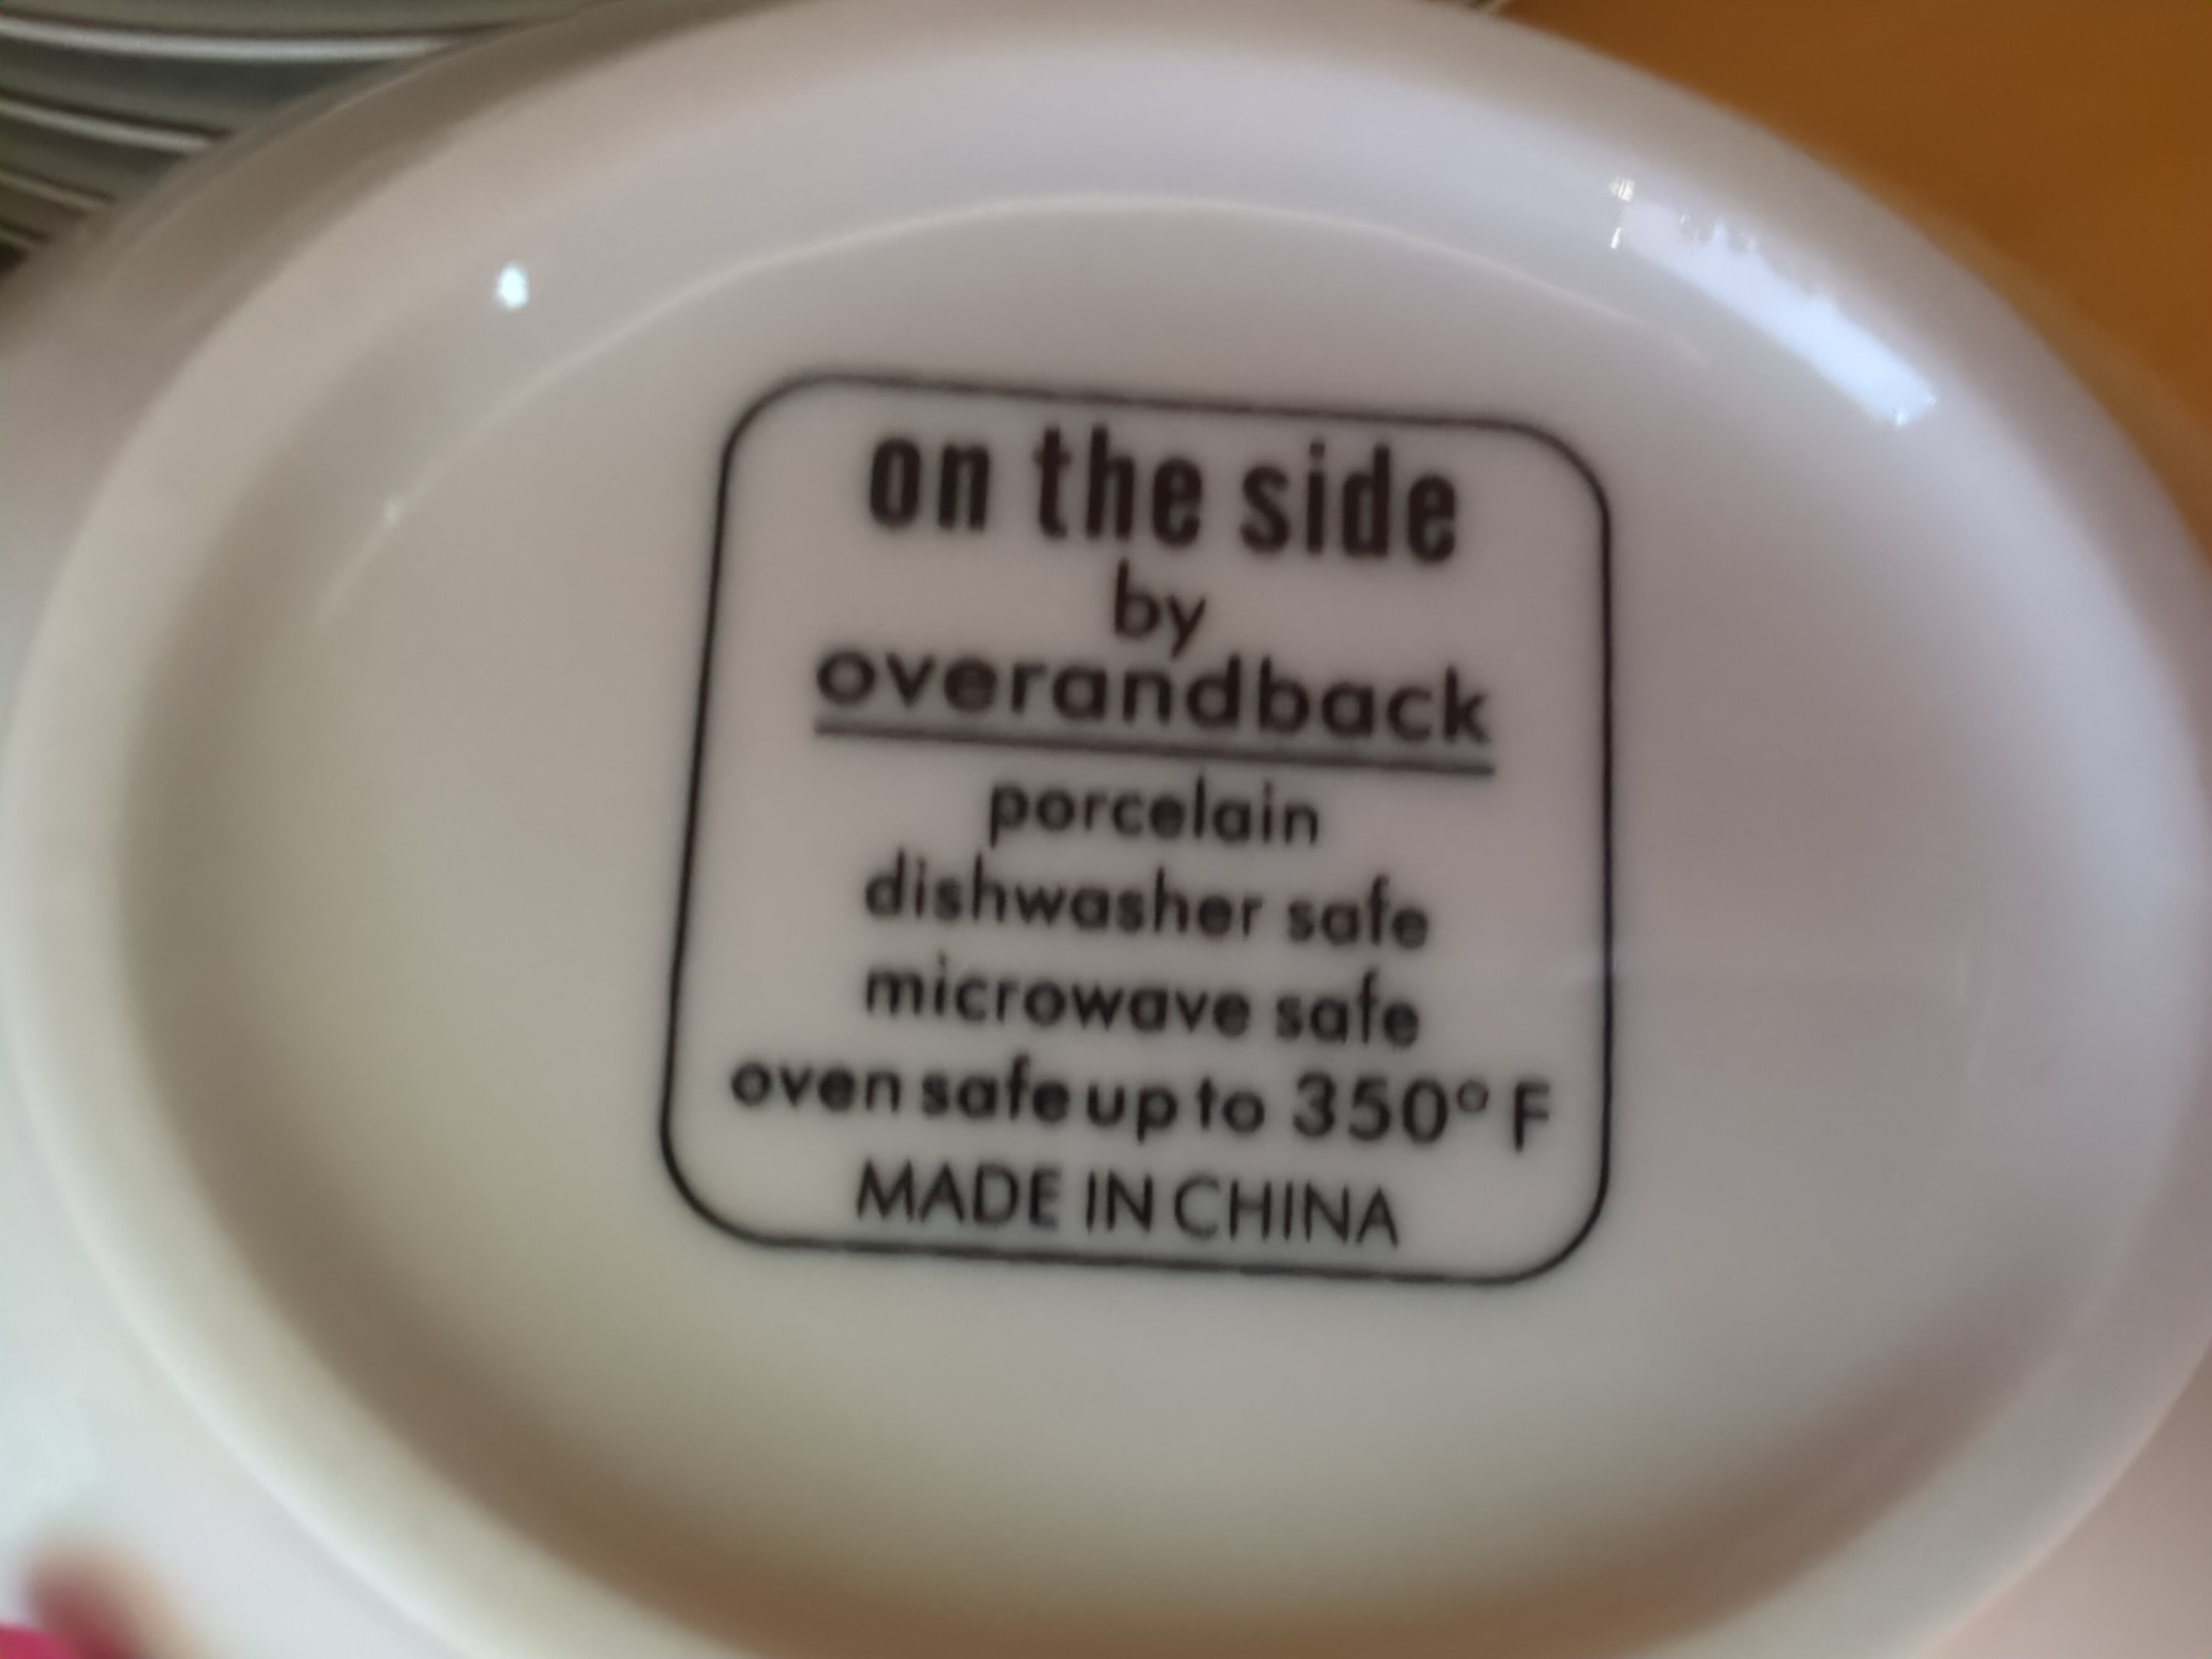 on the side
by
overandback
porcelain
dishwasher safe
microwave safe
oven safe up to 350° F
MADE IN CHINA